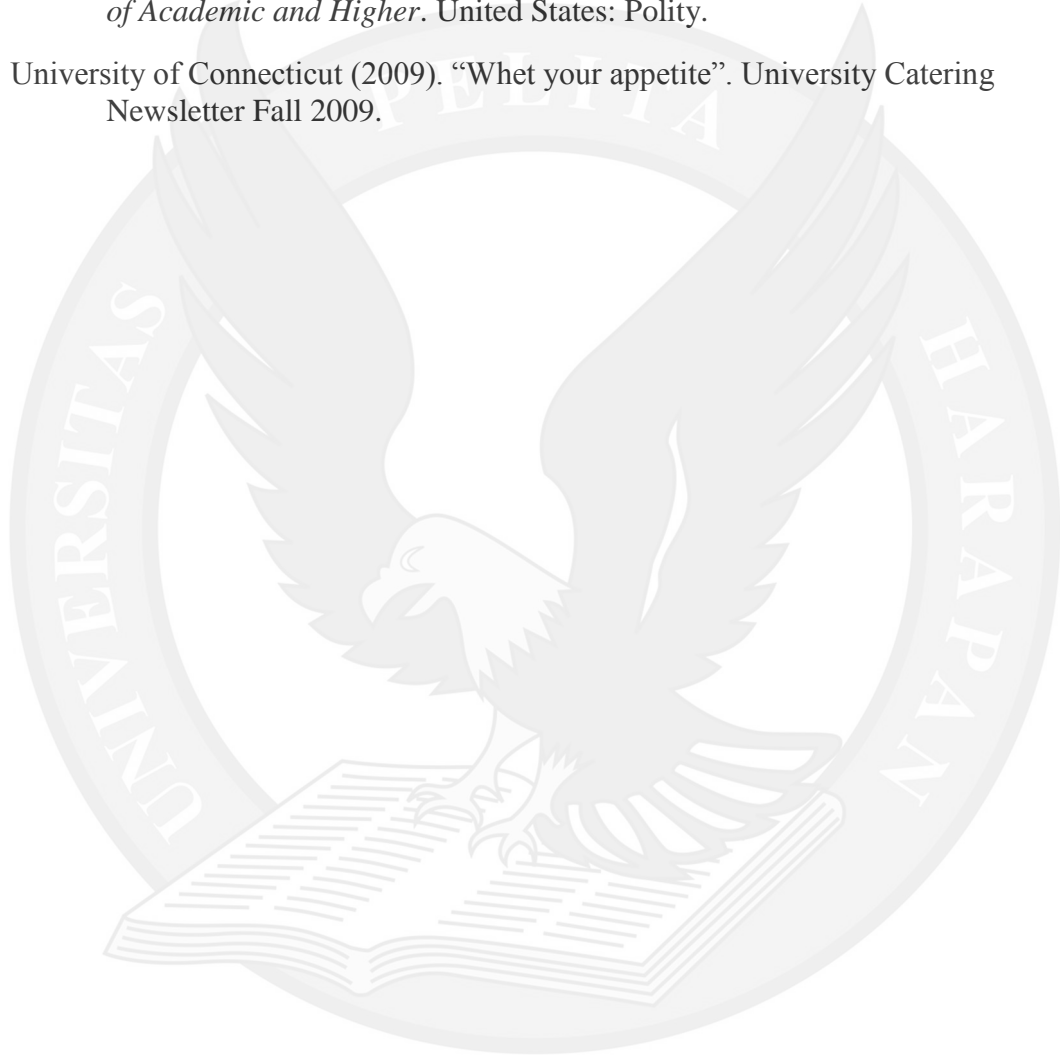 of Academic and Higher. United States: Polity.
University of Connecticut (2009). “Whet your appetite”. University Catering
Newsletter Fall 2009.
UNIVERSITAS PELITA HARAPAN